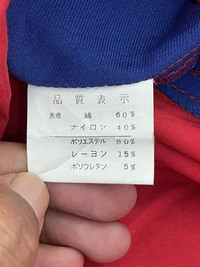 品質表示
表地 綿 60%
ナイロン 40%
ポリエステル 80%
レーヨン 15%
ポリウレタン 5%